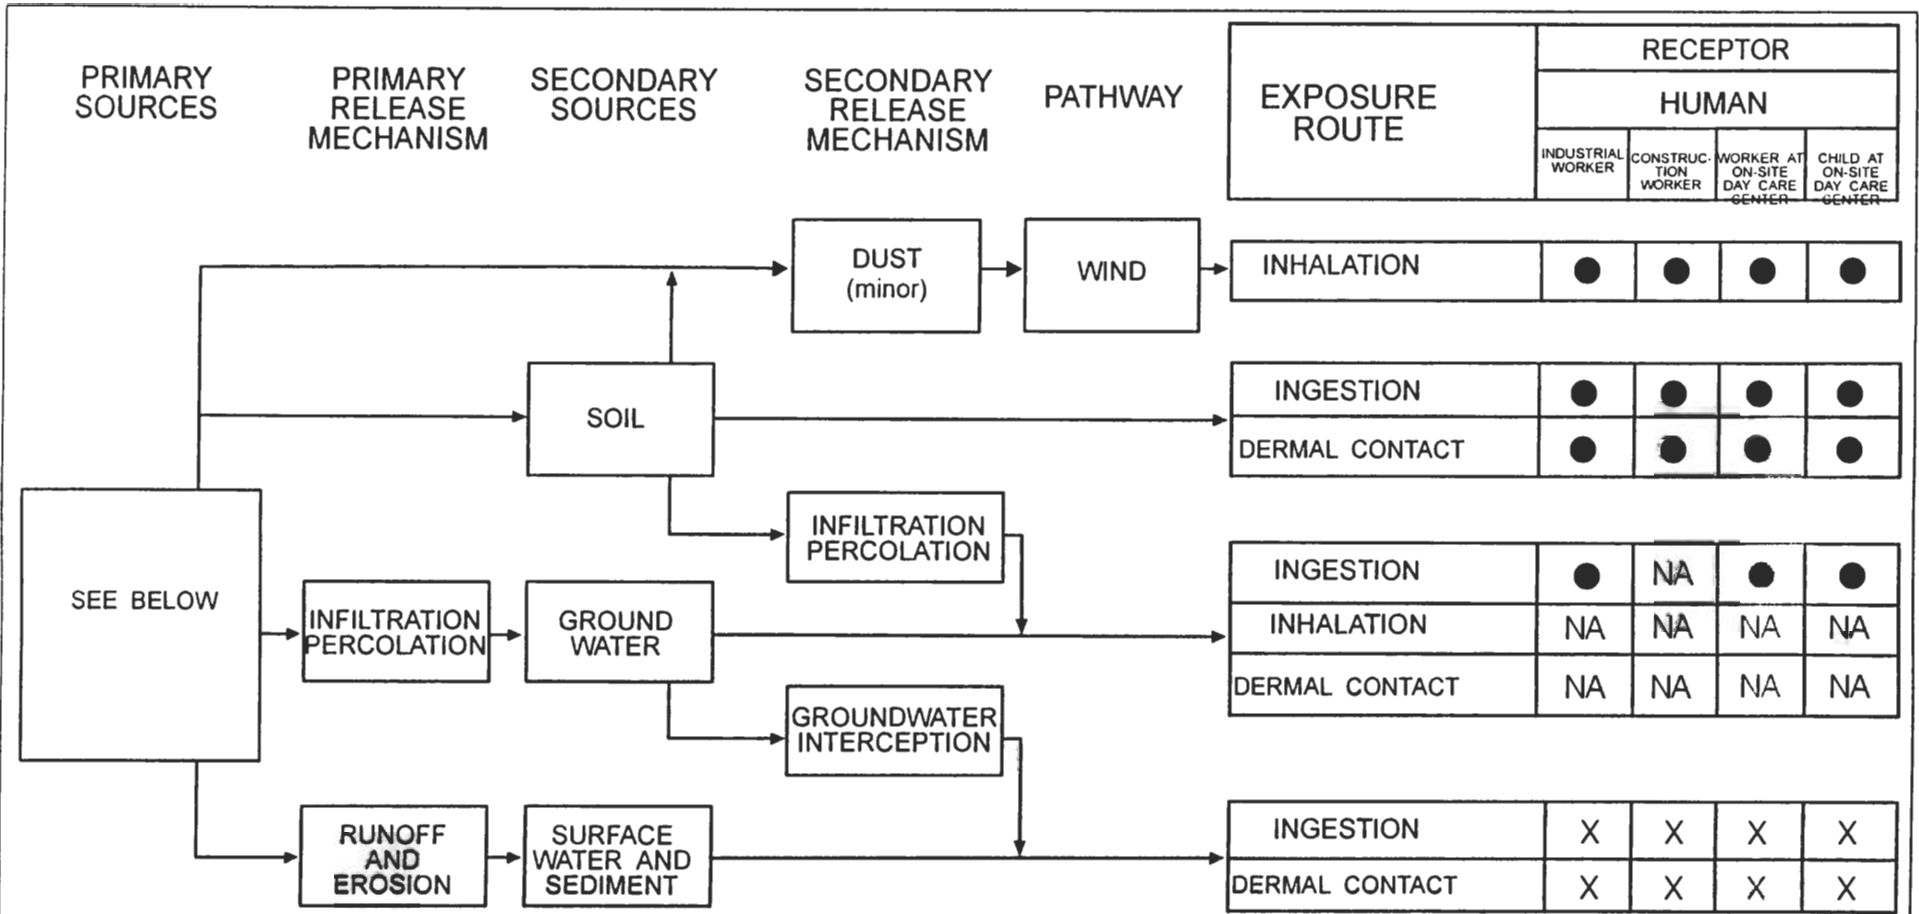 PRIMARY
SOURCES
PRIMARY
RELEASE
MECHANISM
SECONDARY
SOURCES
SECONDARY
RELEASE
MECHANISM
PATHWAY
EXPOSURE
ROUTE
RECEPTOR
HUMAN
INDUSTRIAL
WORKER
CONSTRUC-
TION
WORKER
WORKER AT
ON-SITE
DAY CARE
CENTER
CHILD AT
ON-SITE
DAY CARE
CENTER
DUST
(minor)
WIND
INHALATION
SOIL
INGESTION
DERMAL CONTACT
SEE BELOW
INFILTRATION
PERCOLATION
INFILTRATION
PERCOLATION
GROUND
WATER
INGESTION NA
INHALATION NA NA NA NA
DERMAL CONTACT NA NA NA NA
GROUNDWATER
INTERCEPTION
RUNOFF
AND
EROSION
SURFACE
WATER AND
SEDIMENT
INGESTION X X X X
DERMAL CONTACT X X X X